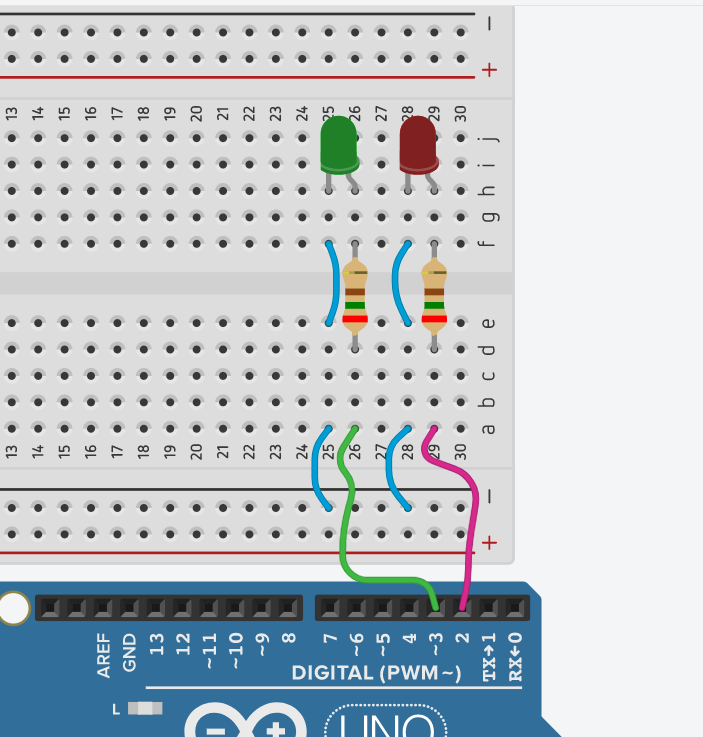 −
+
13 14 15 16 17 18 19 20 21 22 23 24 25 26 27 28 29 30
j
i
h
g
f
e
d
c
b
a
13 14 15 16 17 18 19 20 21 22 23 24 25 26 27 28 29 30
−
+
AREF GND 13 12 ~11 ~10 ~9 8 7 ~6 ~5 4 ~3 2 TX→1 RX←0
DIGITAL (PWM~)
L
− +
UNO